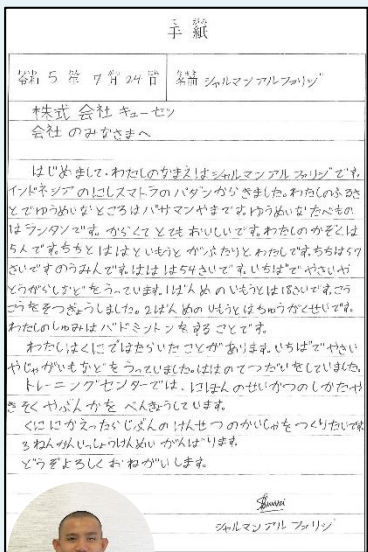 手紙
令和 5年 7月 24日 名前 シャルマン アル ファリジ
株式会社 キューセン
会社のみなさまへ
はじめまして。わたしのなまえは シャルマン アル ファリジです。
インドネシアの にしスマトラの パダンからきました。わたしのふるさ
とでゆうめいなところは パサマンやまです。ゆうめいなたべもの
は ランダンです。からくて とてもおいしいです。わたしのかぞくは
5人です。ちちと ははと いもうと がふたりと わたしです。ちちは57
さいです のうみんです。はは は54さいです。いちばでやさいや
とうがらしなどを うっています。1ばんめの いもうとは18さいです。こう
こうを そつぎょうしました。2ばんめの いもうとは ちゅうがくせいです。
わたしのしゅみは バドミントンをすることです。
わたしは くにではたらいたことがあります。いちばでやさい
やじゃがいもなどをうっていました。ははのてつだいをしていました。
トレーニングセンターでは、にほんのせいかつのしかたや
きそくやぶんかを べんきょうしています。
くににかえったらじぶんのけんせつのかいしゃをつくりたいです。
3ねんかんいっしょうけんめい がんばります。
どうぞよろしく おねがいします。
シャルマン アル ファリジ